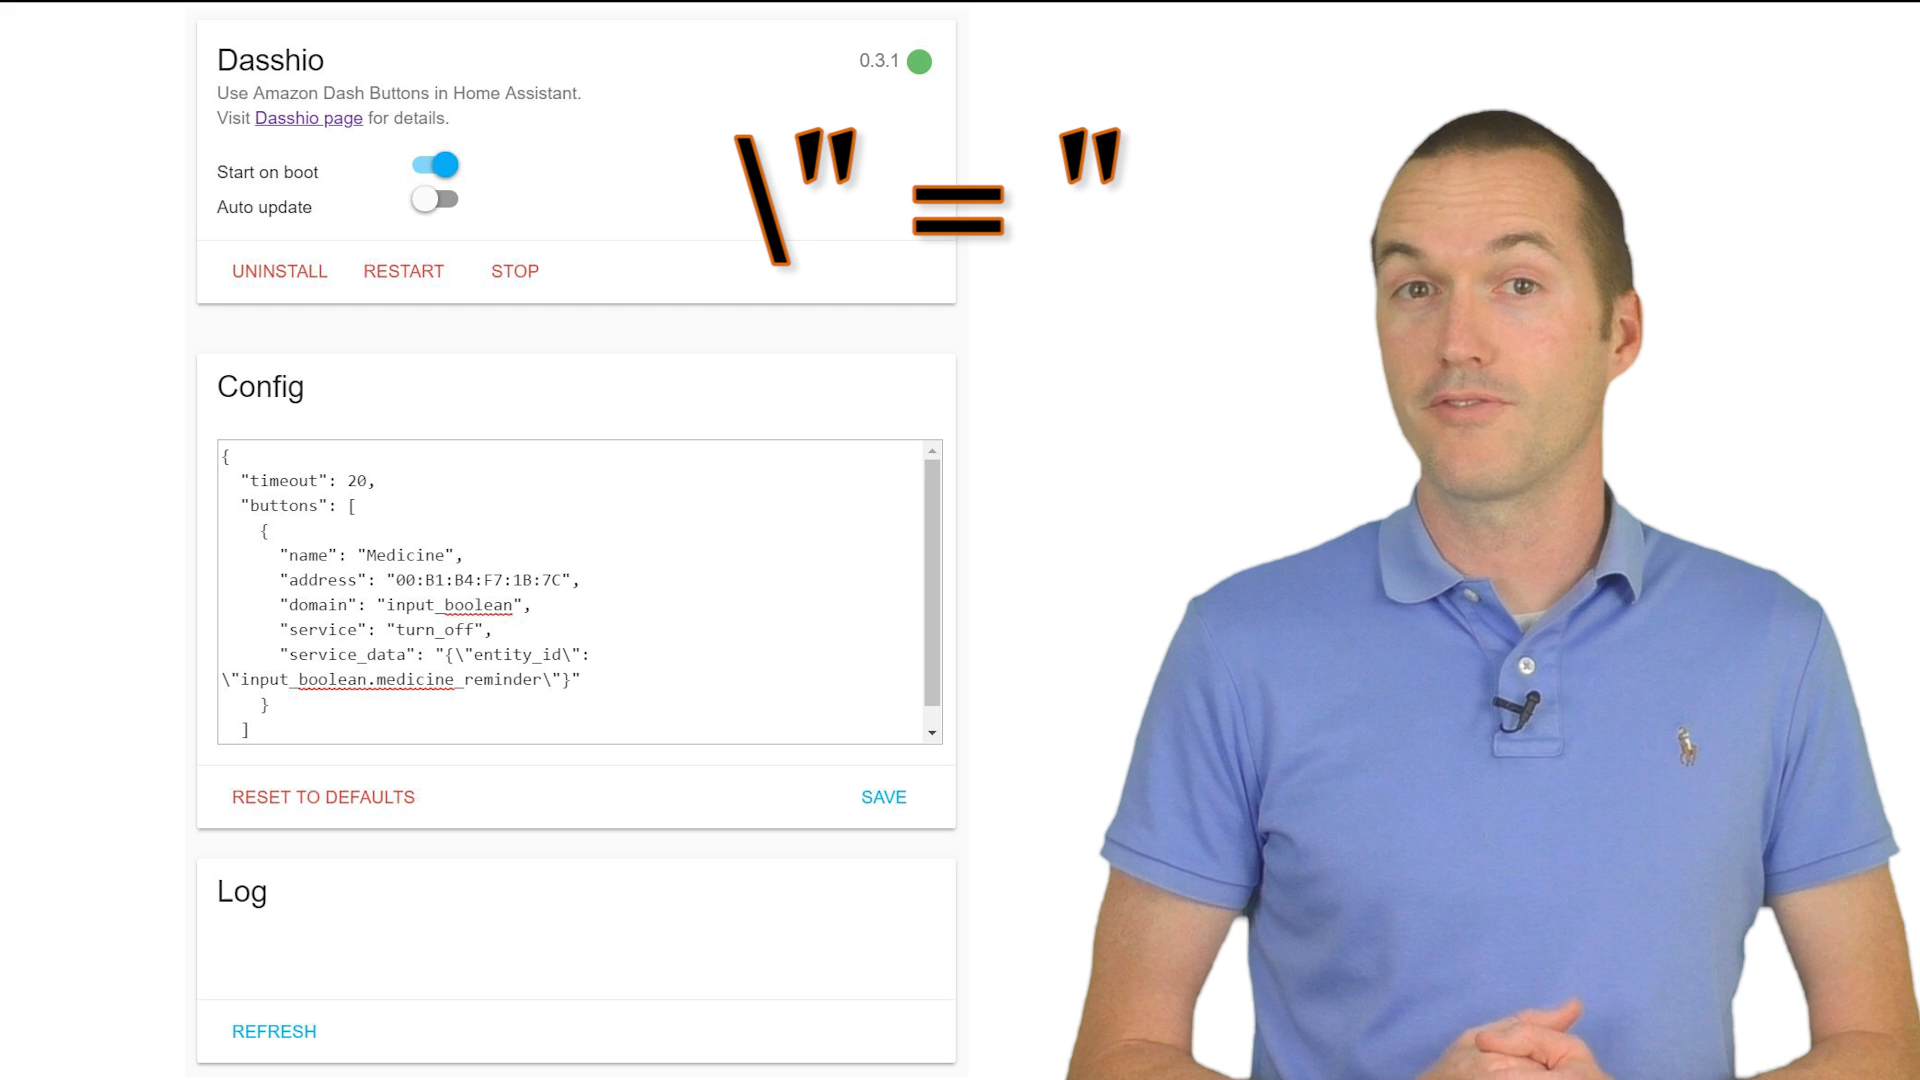 Dasshio
0.3.1
Use Amazon Dash Buttons in Home Assistant.
Visit Dasshio page for details.
\" = "
Start on boot
Auto update
UNINSTALL RESTART STOP
Config
{
"timeout": 20,
"buttons": [
{
"name": "Medicine",
"address": "00:B1:B4:F7:1B:7C",
"domain": "input_boolean",
"service": "turn_off",
"service_data": "{\"entity_id\":
\"input_boolean.medicine_reminder\"}"
}
]
RESET TO DEFAULTS SAVE
Log
REFRESH